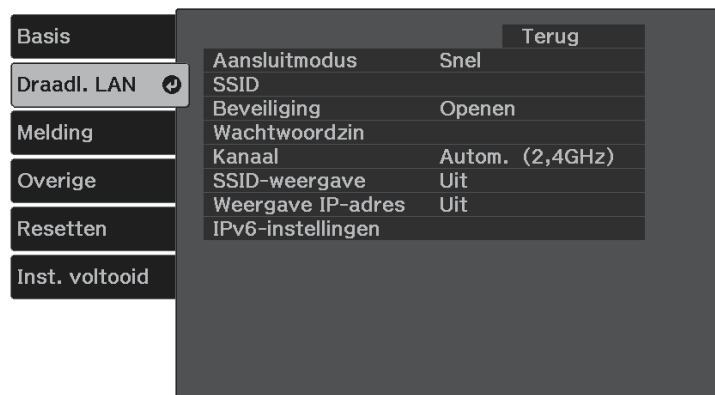 Basis
Draadl. LAN
Melding
Overige
Resetten
Inst. voltooid
Terug
Aansluitmodus Snel
SSID
Beveiliging Openen
Wachtwoordzin
Kanaal Autom. (2,4GHz)
SSID-weergave Uit
Weergave IP-adres Uit
IPv6-instellingen